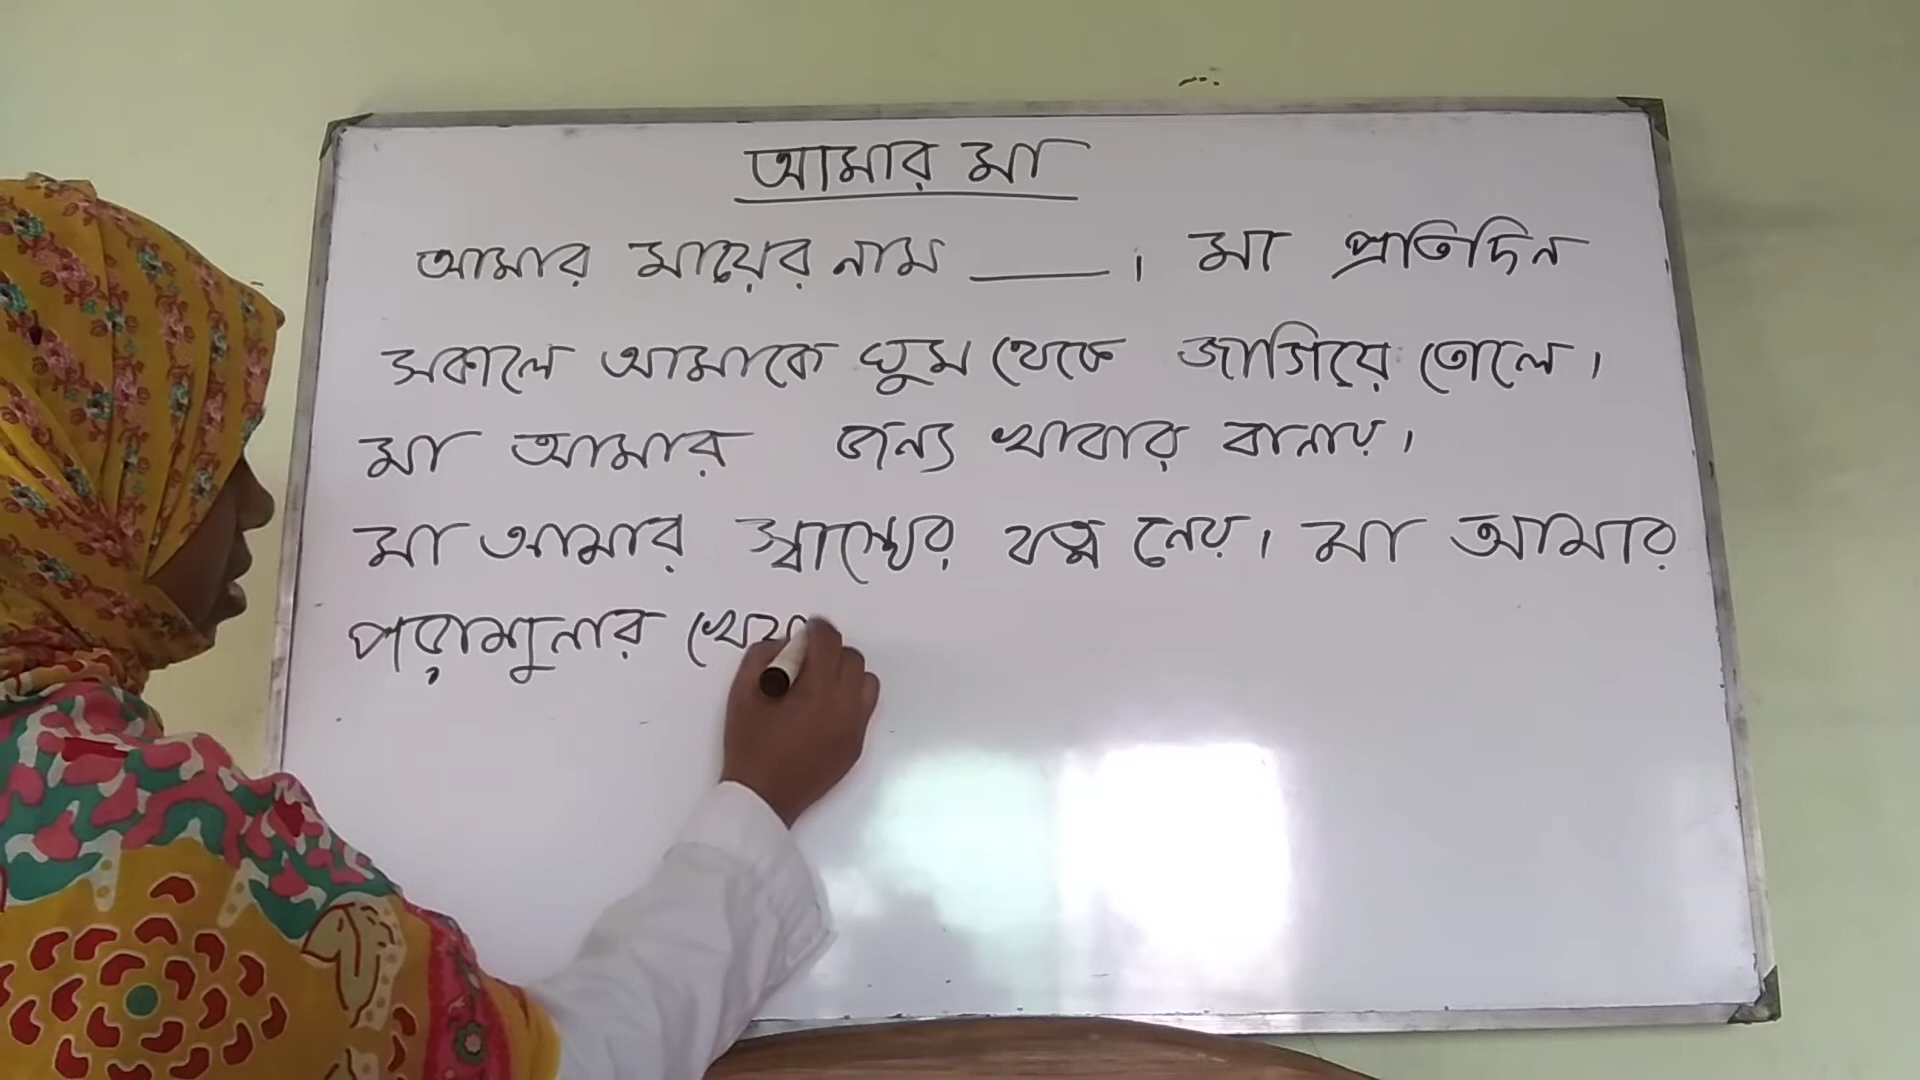 আমার মা
আমার মায়ের নাম ____। মা প্রতিদিন
সকালে আমাকে ঘুম থেকে জাগিয়ে তোলে।
মা আমার জন্য খাবার বানায়।
মা আমার স্বাস্থ্যের যত্ন নেয়। মা আমার
পড়াশুনার